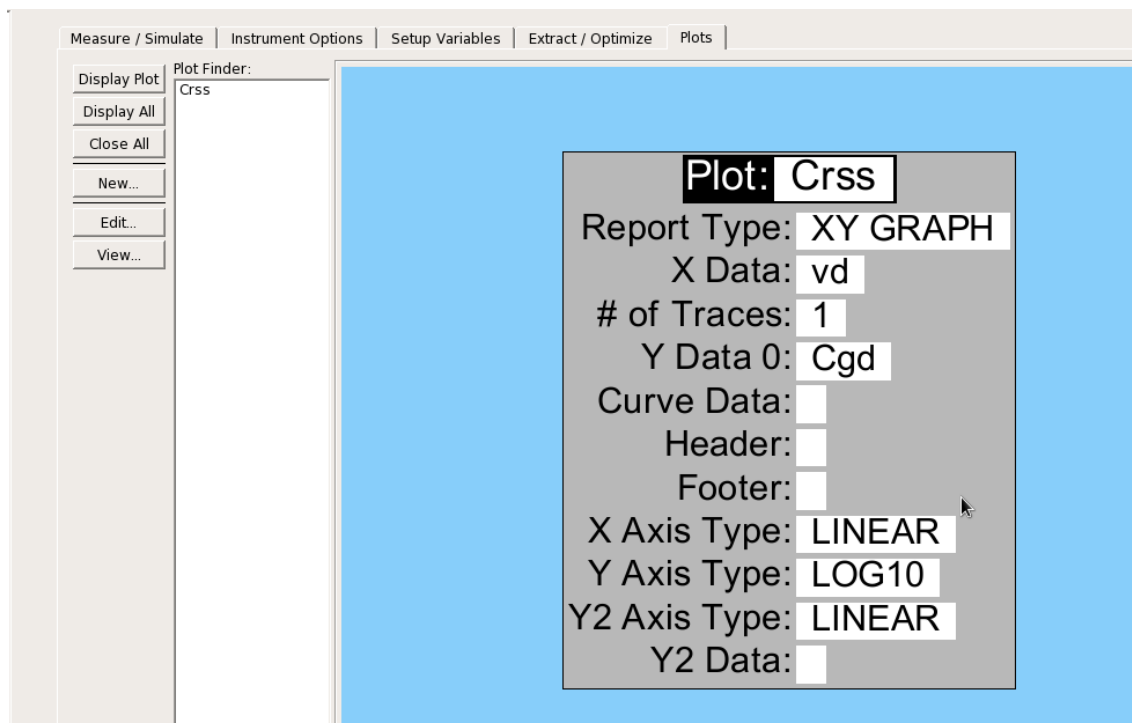 Measure / Simulate Instrument Options Setup Variables Extract / Optimize Plots
Plot Finder:
Display Plot
Crss
Display All
Close All
New...
Edit...
View...
Plot: Crss
Report Type: XY GRAPH
X Data: vd
# of Traces: 1
Y Data 0: Cgd
Curve Data:
Header:
Footer:
X Axis Type: LINEAR
Y Axis Type: LOG10
Y2 Axis Type: LINEAR
Y2 Data: